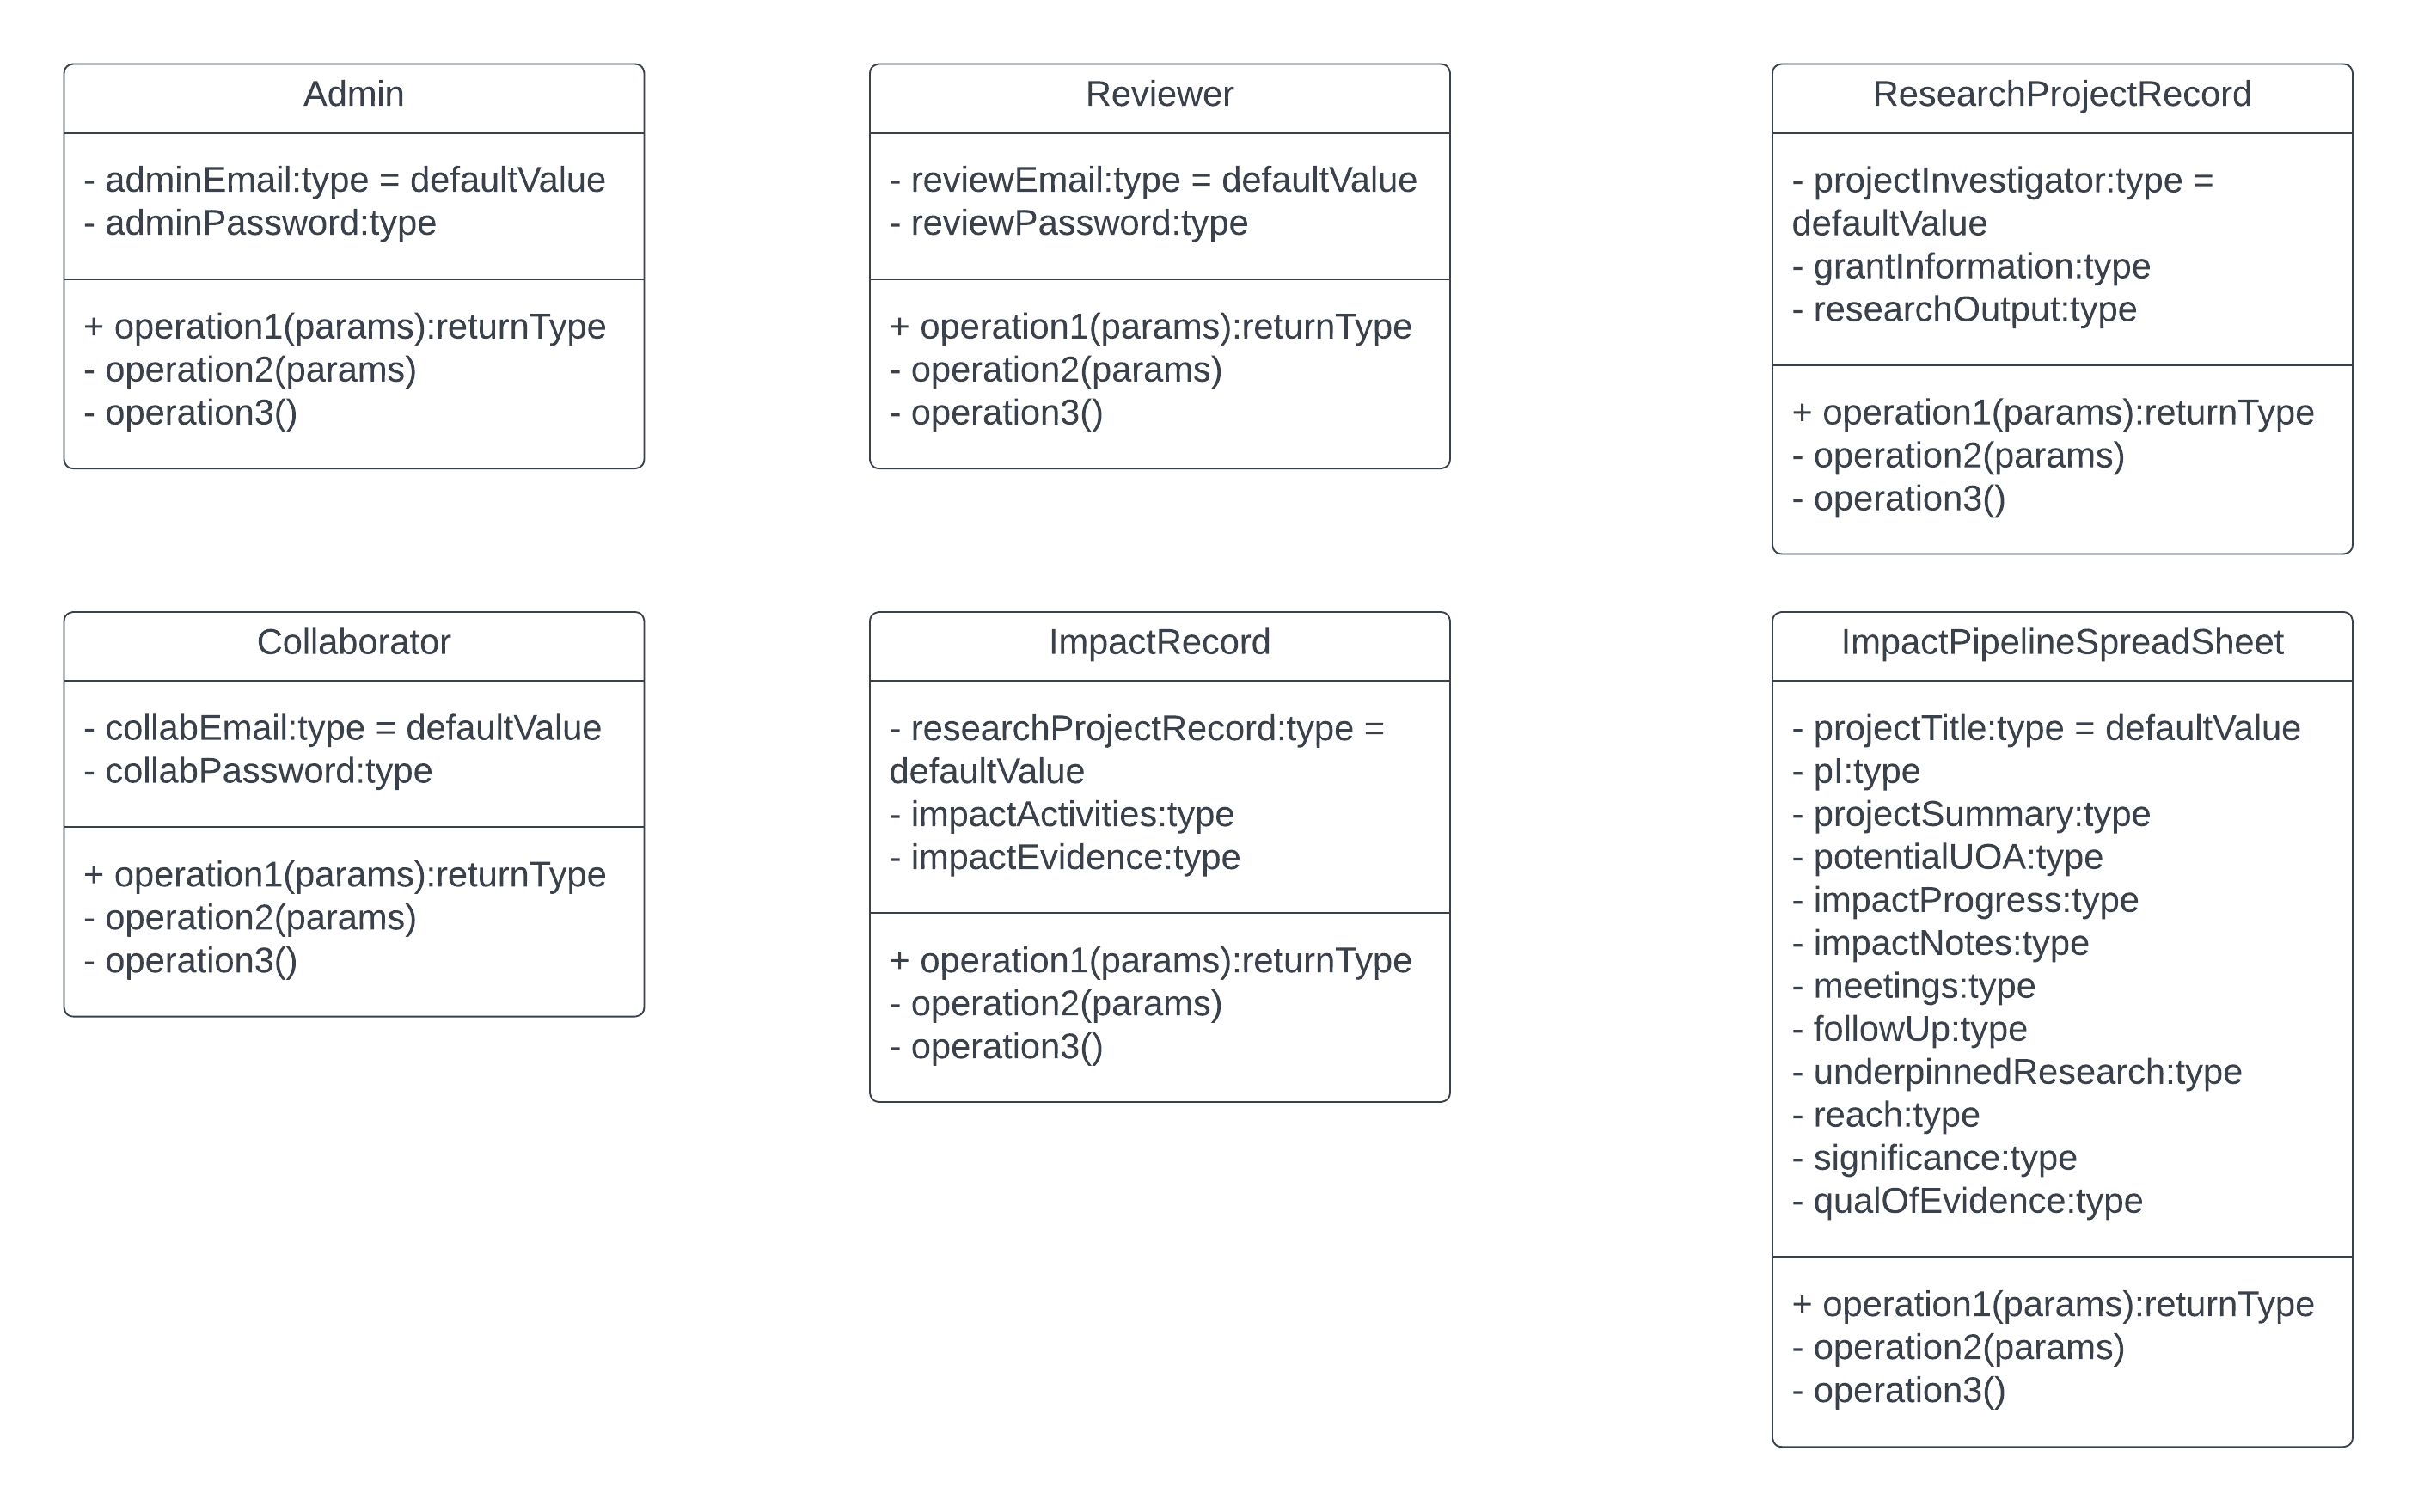 Admin
- adminEmail:type = defaultValue
- adminPassword:type
+ operation1(params):returnType
- operation2(params)
- operation3()
Reviewer
- reviewEmail:type = defaultValue
- reviewPassword:type
+ operation1(params):returnType
- operation2(params)
- operation3()
ResearchProjectRecord
- projectInvestigator:type =
defaultValue
- grantInformation:type
- researchOutput:type
+ operation1(params):returnType
- operation2(params)
- operation3()
Collaborator
- collabEmail:type = defaultValue
- collabPassword:type
+ operation1(params):returnType
- operation2(params)
- operation3()
ImpactRecord
- researchProjectRecord:type =
defaultValue
- impactActivities:type
- impactEvidence:type
+ operation1(params):returnType
- operation2(params)
- operation3()
ImpactPipelineSpreadSheet
- projectTitle:type = defaultValue
- pI:type
- projectSummary:type
- potentialUOA:type
- impactProgress:type
- impactNotes:type
- meetings:type
- followUp:type
- underpinnedResearch:type
- reach:type
- significance:type
- qualOfEvidence:type
+ operation1(params):returnType
- operation2(params)
- operation3()